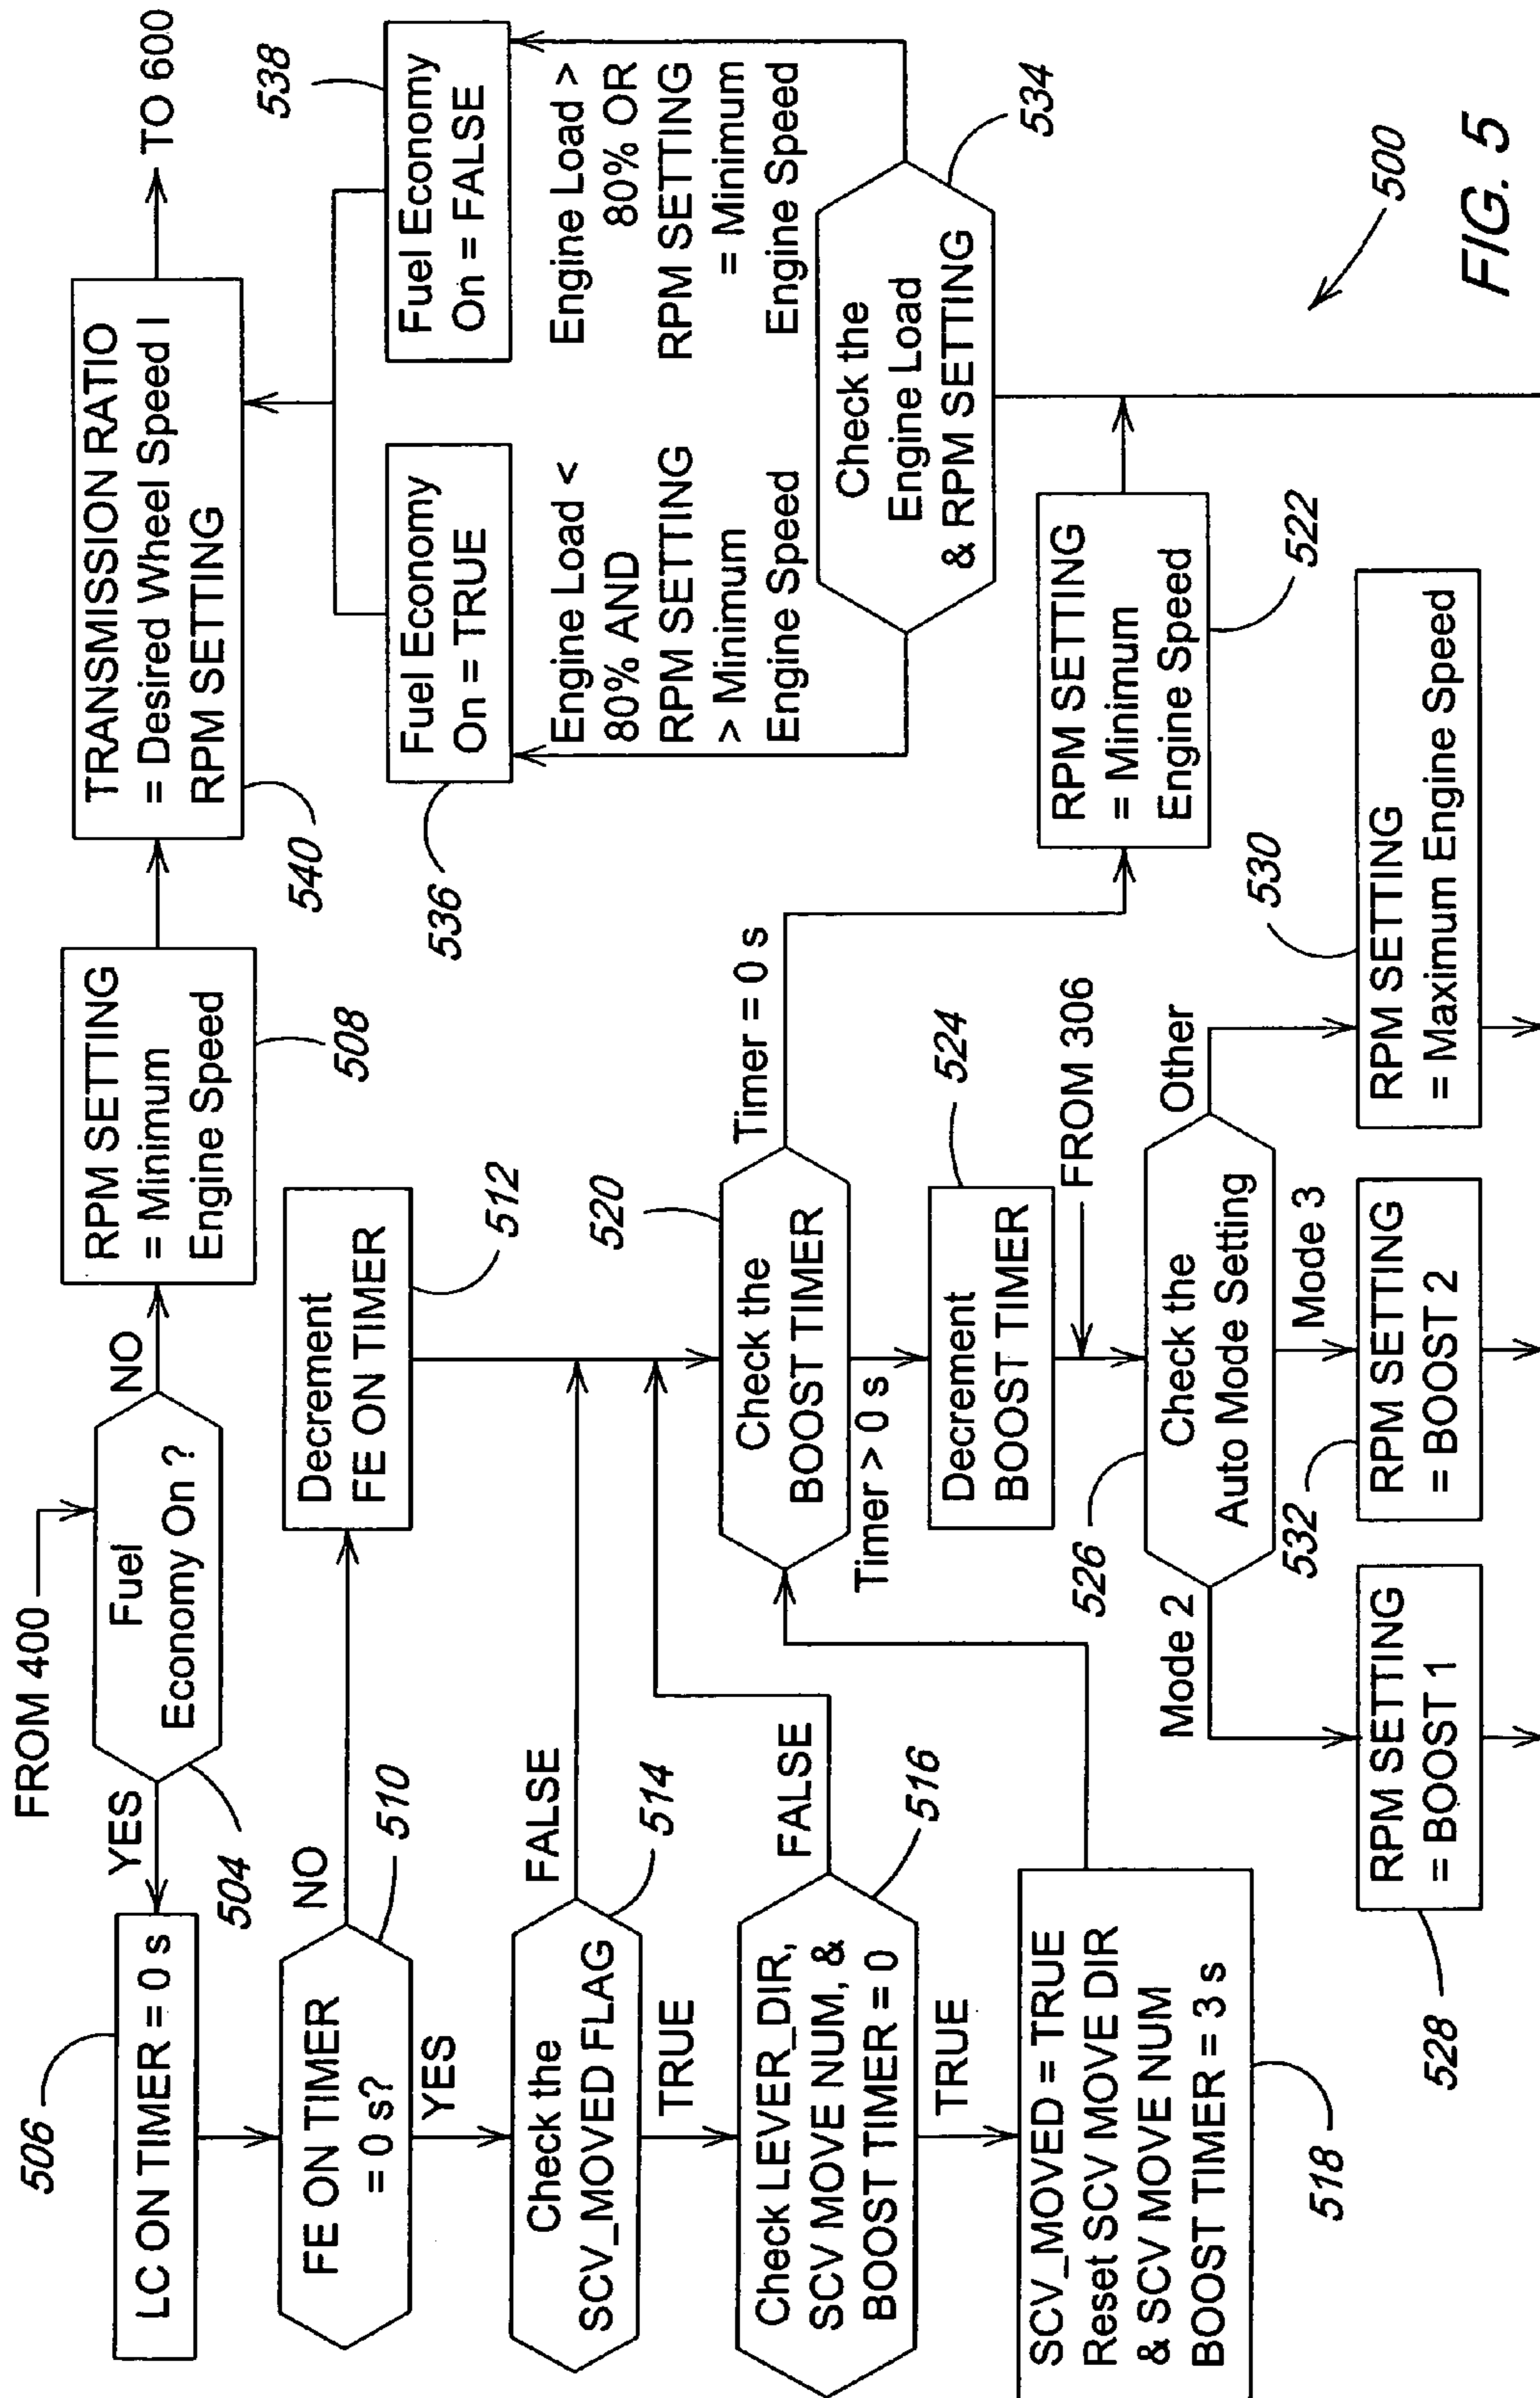 FROM 400
Fuel
Economy On ?
504
YES
NO
LC ON TIMER = 0 s
506
RPM SETTING
= Minimum
Engine Speed
508
TRANSMISSION RATIO
= Desired Wheel Speed I
RPM SETTING
540
TO 600
FE ON TIMER
= 0 s?
510
NO
YES
Decrement
FE ON TIMER
512
Fuel Economy
On = TRUE
536
Fuel Economy
On = FALSE
538
Check the
SCV_MOVED FLAG
514
FALSE
TRUE
Engine Load <
80% AND
RPM SETTING
> Minimum
Engine Speed
Engine Load >
80% OR
RPM SETTING
= Minimum
Engine Speed
Check LEVER_DIR,
SCV MOVE NUM, &
BOOST TIMER = 0
516
FALSE
TRUE
Check the
BOOST TIMER
520
Timer = 0 s
Timer > 0 s
Check the
Engine Load
& RPM SETTING
534
SCV_MOVED = TRUE
Reset SCV MOVE DIR
& SCV MOVE NUM
BOOST TIMER = 3 s
518
Decrement
BOOST TIMER
524
FROM 306
RPM SETTING
= Minimum
Engine Speed
522
Check the
Auto Mode Setting
526
Mode 2
Mode 3
Other
RPM SETTING
= BOOST 1
528
RPM SETTING
= BOOST 2
532
RPM SETTING
= Maximum Engine Speed
530
500
FIG. 5